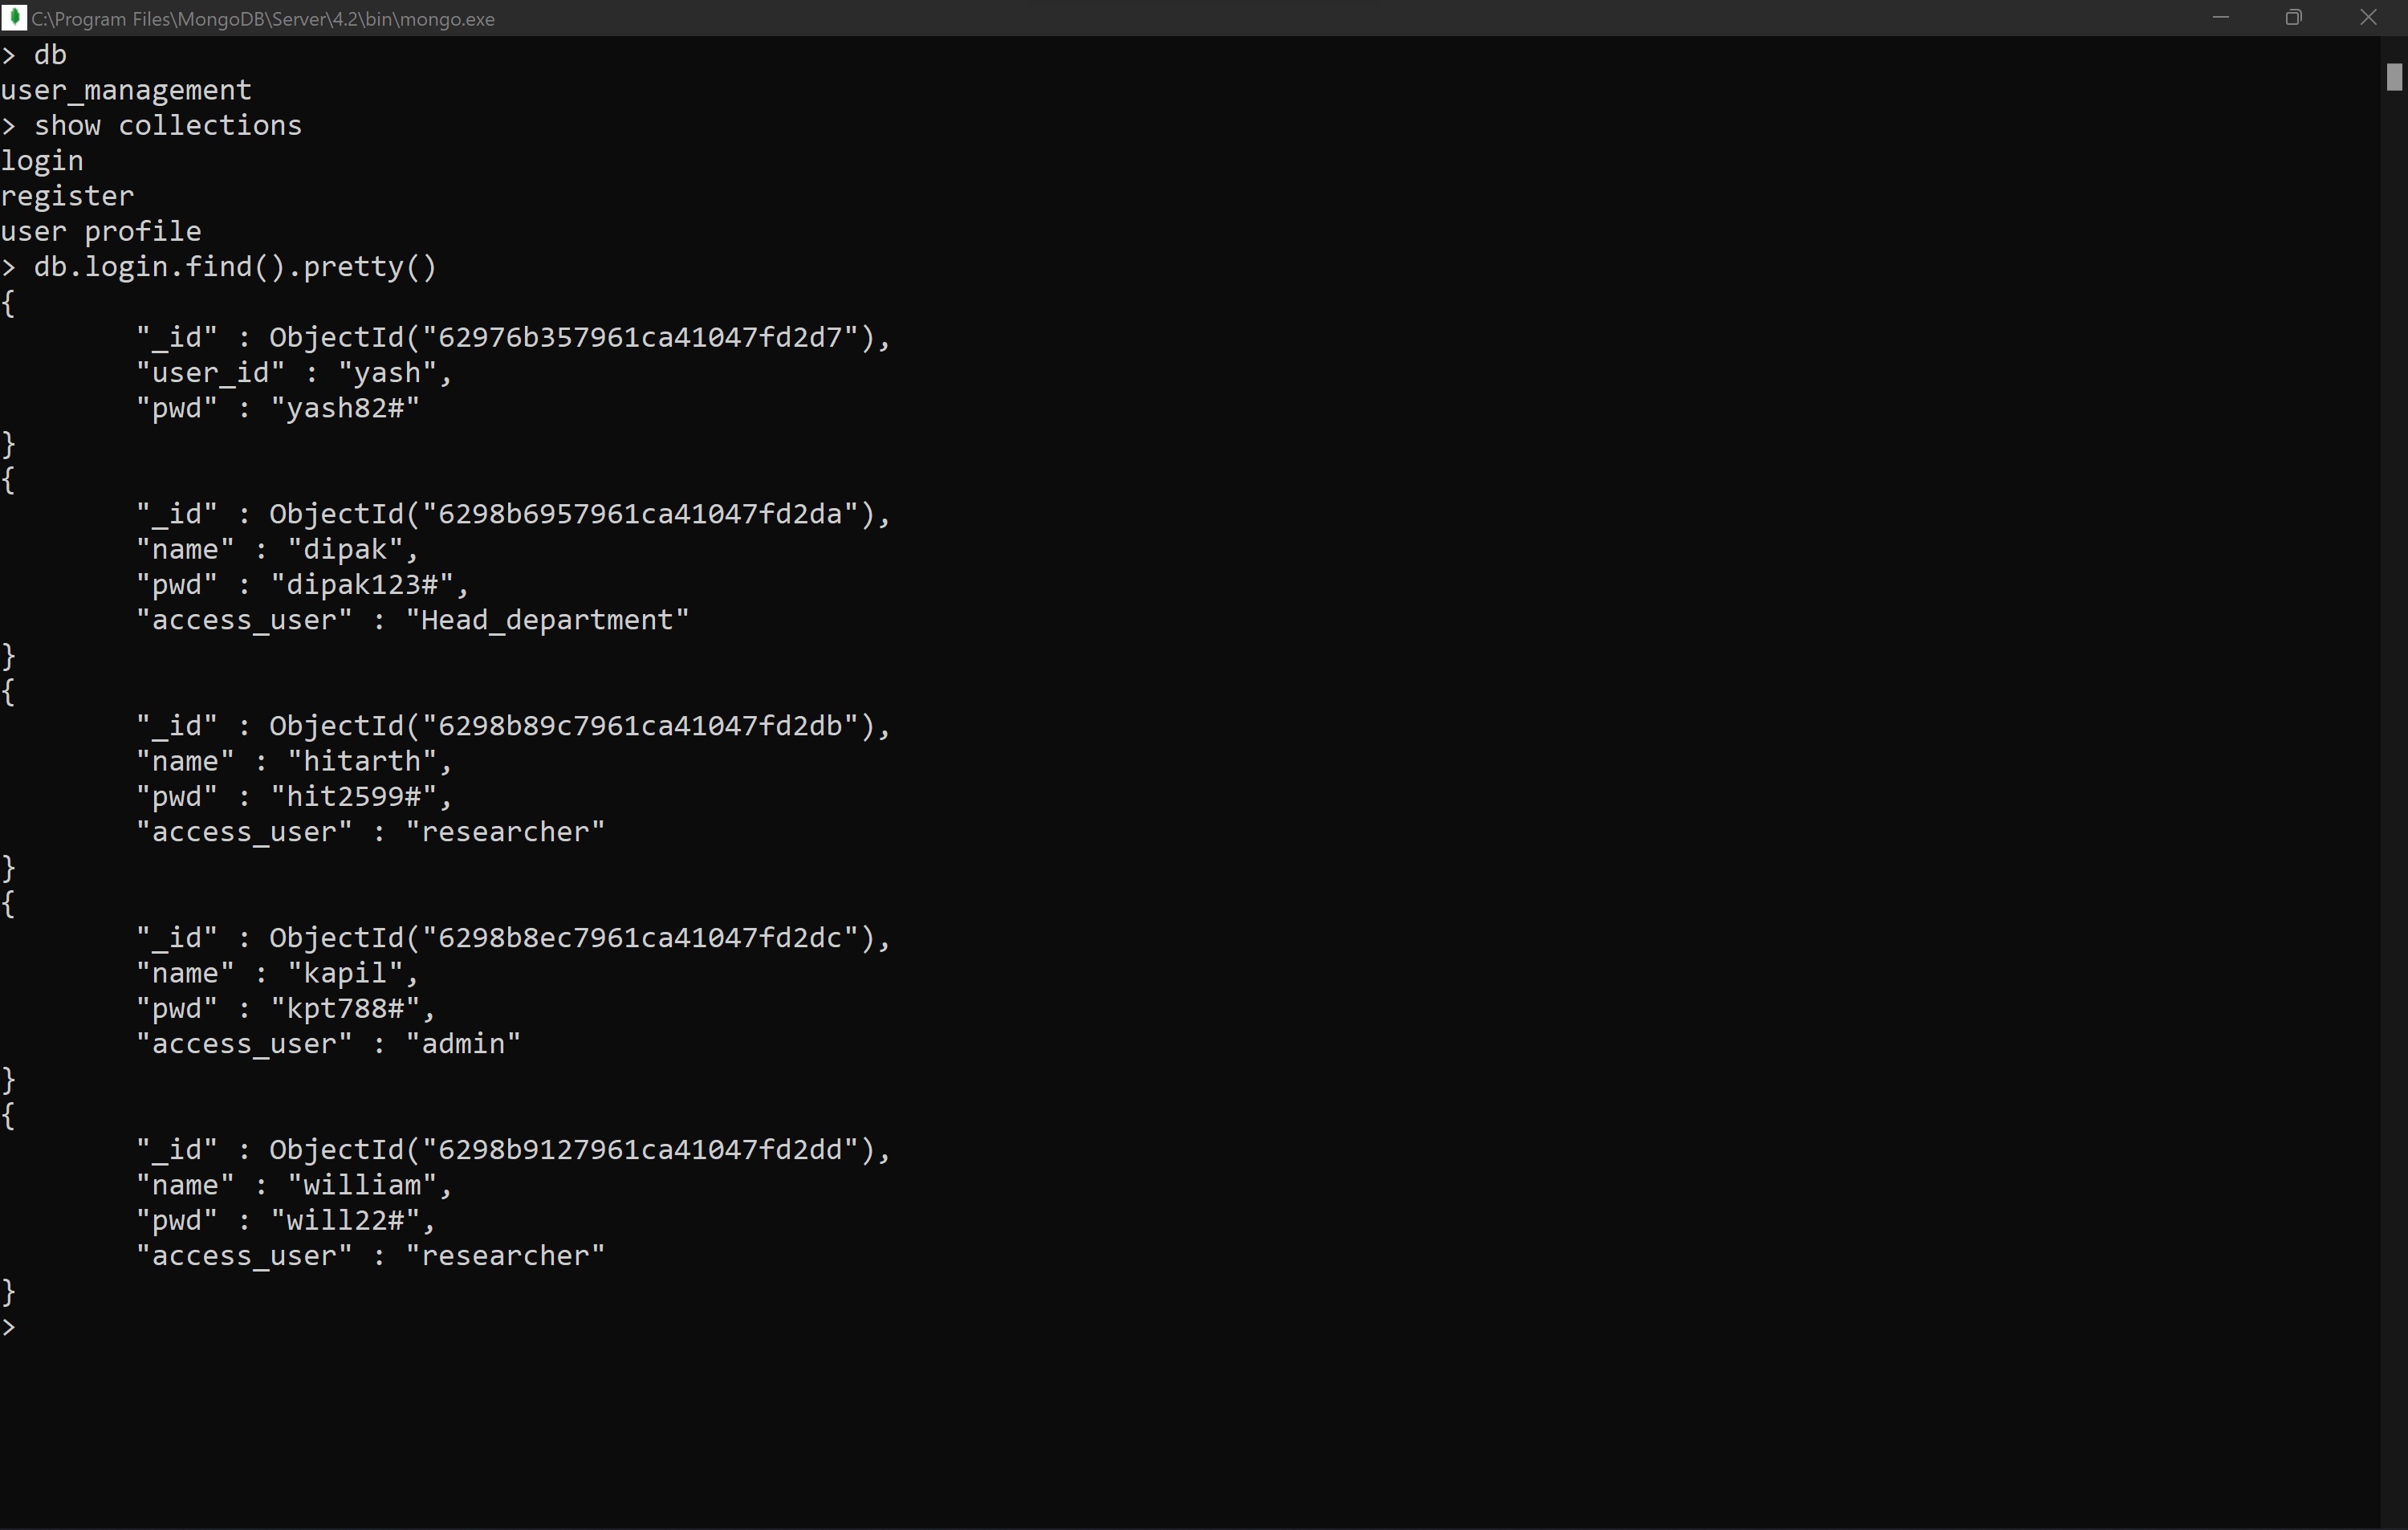 C:\Program Files\MongoDB\Server\4.2\bin\mongo.exe
> db
user_management
> show collections
login
register
user profile
> db.login.find().pretty()
{
        "_id" : ObjectId("62976b357961ca41047fd2d7"),
        "user_id" : "yash",
        "pwd" : "yash82#"
}
{
        "_id" : ObjectId("6298b6957961ca41047fd2da"),
        "name" : "dipak",
        "pwd" : "dipak123#",
        "access_user" : "Head_department"
}
{
        "_id" : ObjectId("6298b89c7961ca41047fd2db"),
        "name" : "hitarth",
        "pwd" : "hit2599#",
        "access_user" : "researcher"
}
{
        "_id" : ObjectId("6298b8ec7961ca41047fd2dc"),
        "name" : "kapil",
        "pwd" : "kpt788#",
        "access_user" : "admin"
}
{
        "_id" : ObjectId("6298b9127961ca41047fd2dd"),
        "name" : "william",
        "pwd" : "will22#",
        "access_user" : "researcher"
}
>